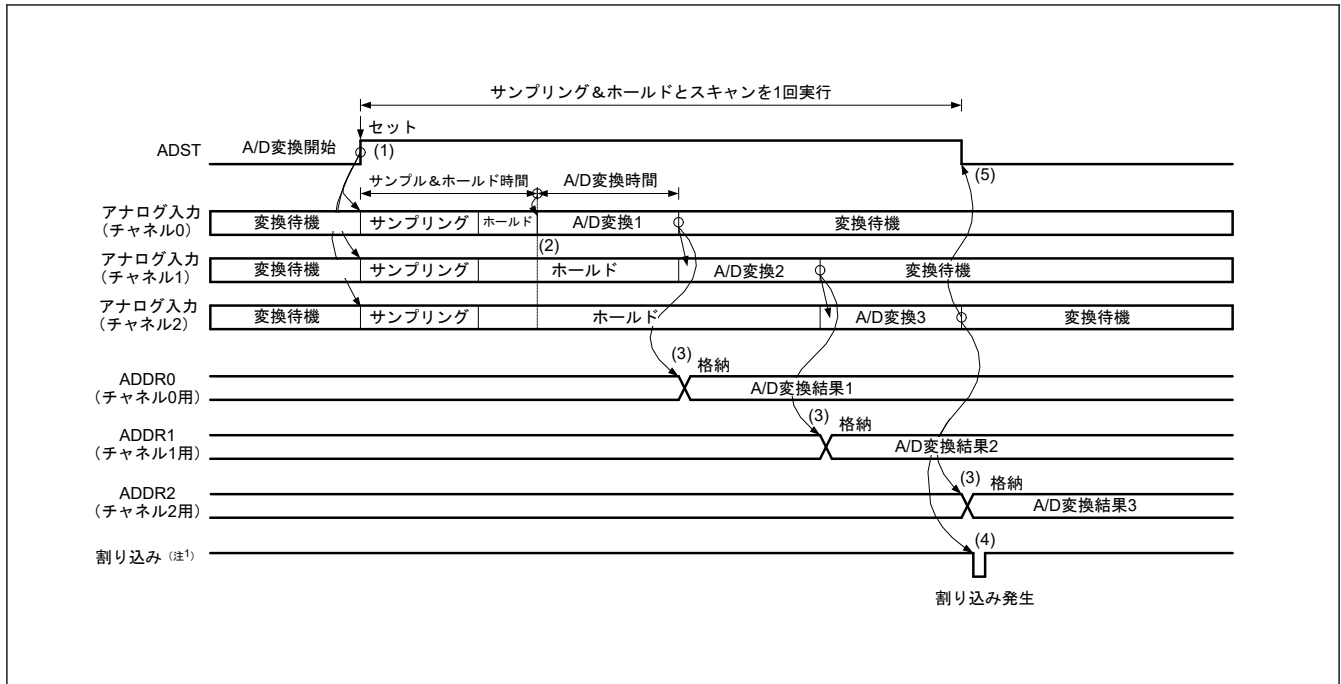 サンプリング＆ホールドとスキャンを1回実行
セット
ADST
A/D変換開始
(1)
(5)
サンプル＆ホールド時間
A/D変換時間
アナログ入力
（チャネル0）
変換待機
サンプリング
ホールド
A/D変換1
変換待機
(2)
アナログ入力
（チャネル1）
変換待機
サンプリング
ホールド
A/D変換2
変換待機
アナログ入力
（チャネル2）
変換待機
サンプリング
ホールド
A/D変換3
変換待機
ADDR0
（チャネル0用）
(3)
格納
A/D変換結果1
ADDR1
（チャネル1用）
(3)
格納
A/D変換結果2
ADDR2
（チャネル2用）
(3)
格納
A/D変換結果3
割り込み（注1）
(4)
割り込み発生